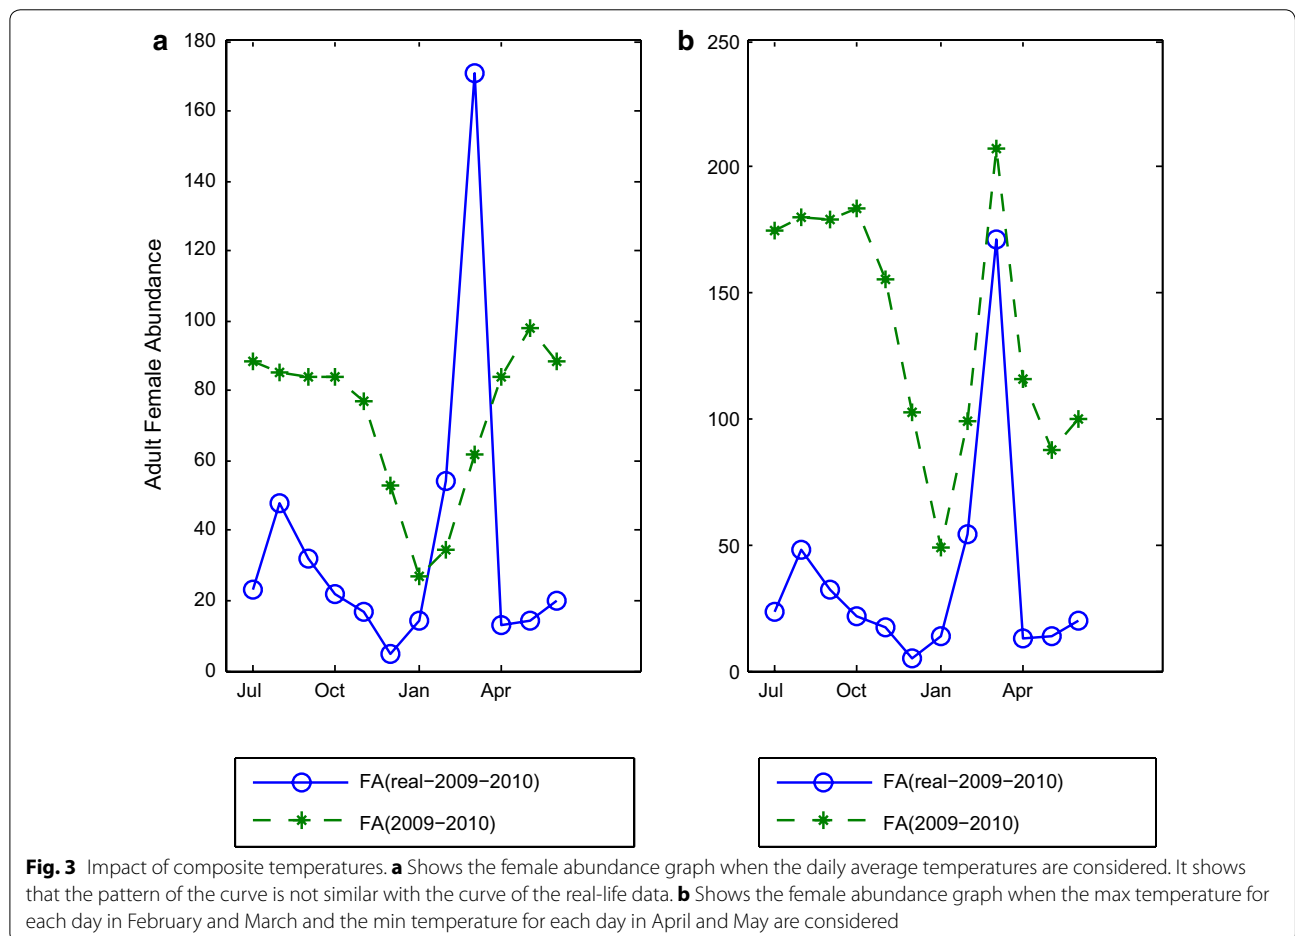 a
180
160
140
120
100
80
60
40
20
0
Adult Female Abundance
Jul Oct Jan Apr
FA(real−2009−2010)
FA(2009−2010)
b
250
200
150
100
50
0
Jul Oct Jan Apr
FA(real−2009−2010)
FA(2009−2010)
Fig. 3 Impact of composite temperatures. a Shows the female abundance graph when the daily average temperatures are considered. It shows
that the pattern of the curve is not similar with the curve of the real-life data. b Shows the female abundance graph when the max temperature for
each day in February and March and the min temperature for each day in April and May are considered